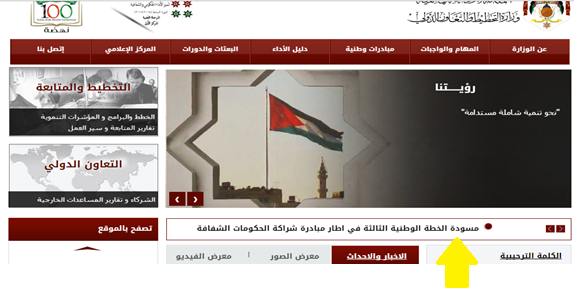 100
نهضة
وزارة التخطيط والتعاون الدولي
عن الوزارة
المهام والواجبات
مبادرات وطنية
دليل الأداء
البعثات والدورات
المركز الإعلامي
إتصل بنا
رؤيــــتنا
"نحو تنمية شاملة مستدامة"
التخطيط والمتابعة
الخطط والبرامج و المؤشرات التنموية
تقارير المتابعة و سير العمل
التعاون الدولي
الشركاء و تقارير المساعدات الخارجية
مسودة الخطة الوطنية الثالثة في اطار مبادرة شراكة الحكومات الشفافة
تصفح بالموقع
الكلمة الترحيبية
الاخبار والاحداث
معرض الصور
معرض الفيديو